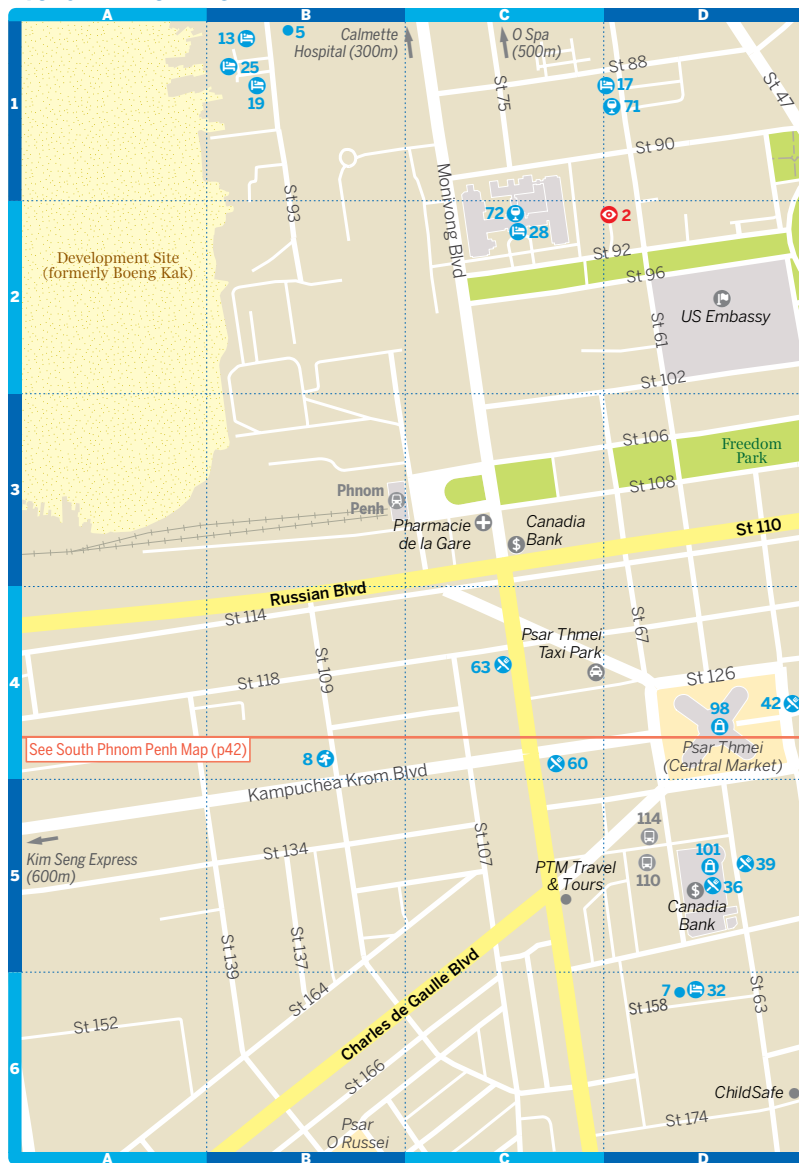 A
B
C
D
1
2
3
4
5
6
13
5
25
19
Calmette
Hospital (300m)
O Spa
(500m)
St 88
St 47
St 75
17
71
St 90
Monivong Blvd
St 93
72
28
2
St 92
St 96
Development Site
(formerly Boeng Kak)
US Embassy
St 61
St 102
St 106
Freedom
Park
St 108
Phnom
Penh
Pharmacie
de la Gare
Canadia
Bank
St 110
Russian Blvd
St 114
Psar Thmei
Taxi Park
St 67
St 109
63
St 118
St 126
98
42
See South Phnom Penh Map (p42)
8
60
Psar Thmei
(Central Market)
Kampuchea Krom Blvd
114
110
Kim Seng Express
(600m)
St 134
St 107
PTM Travel
& Tours
101
39
36
Canadia
Bank
St 139
St 137
St 164
Charles de Gaulle Blvd
7
32
St 158
St 63
St 152
St 166
ChildSafe
St 174
Psar
O Russei
A
B
C
D